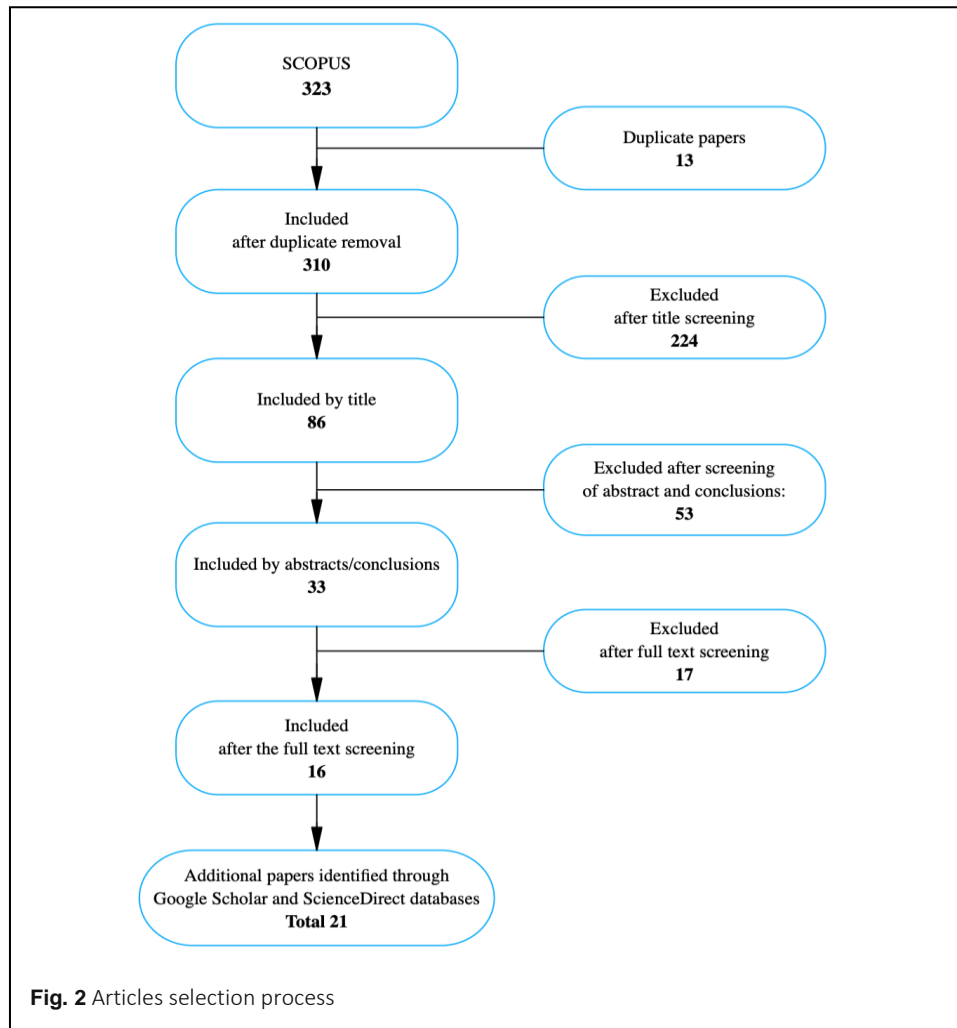 SCOPUS
323
Duplicate papers
13
Included
after duplicate removal
310
Excluded
after title screening
224
Included by title
86
Excluded after screening
of abstract and conclusions:
53
Included by abstracts/conclusions
33
Excluded
after full text screening
17
Included
after the full text screening
16
Additional papers identified through
Google Scholar and ScienceDirect databases
Total 21
Fig. 2 Articles selection process